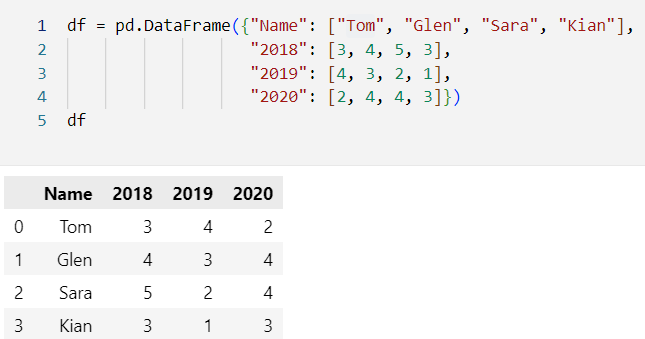 1 df = pd.DataFrame({"Name": ["Tom", "Glen", "Sara", "Kian"],
2 "2018": [3, 4, 5, 3],
3 "2019": [4, 3, 2, 1],
4 "2020": [2, 4, 4, 3]})
5 df
Name 2018 2019 2020
0 Tom 3 4 2
1 Glen 4 3 4
2 Sara 5 2 4
3 Kian 3 1 3